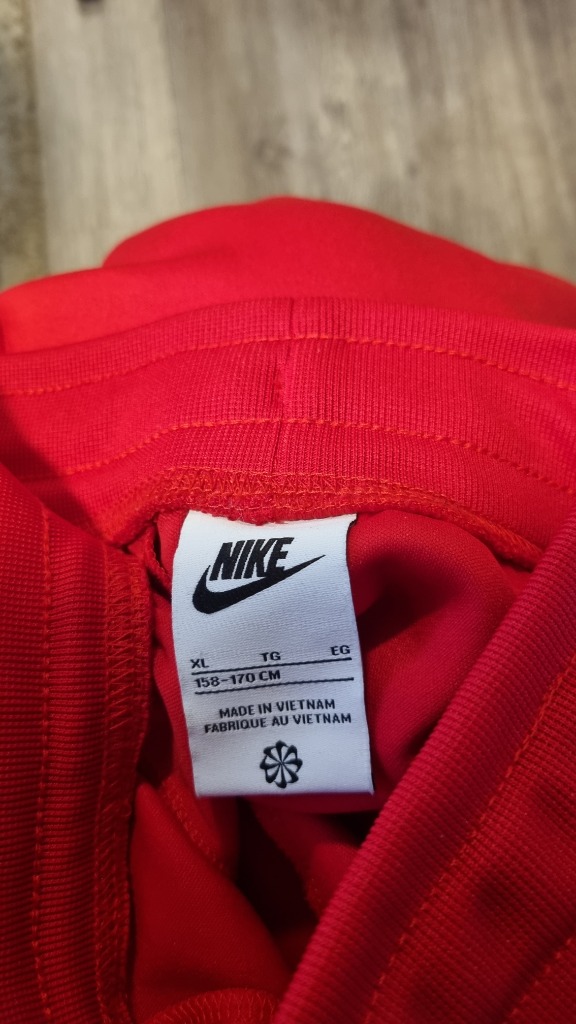 NIKE
XL TG EG
158-170 CM
MADE IN VIETNAM
FABRIQUE AU VIETNAM